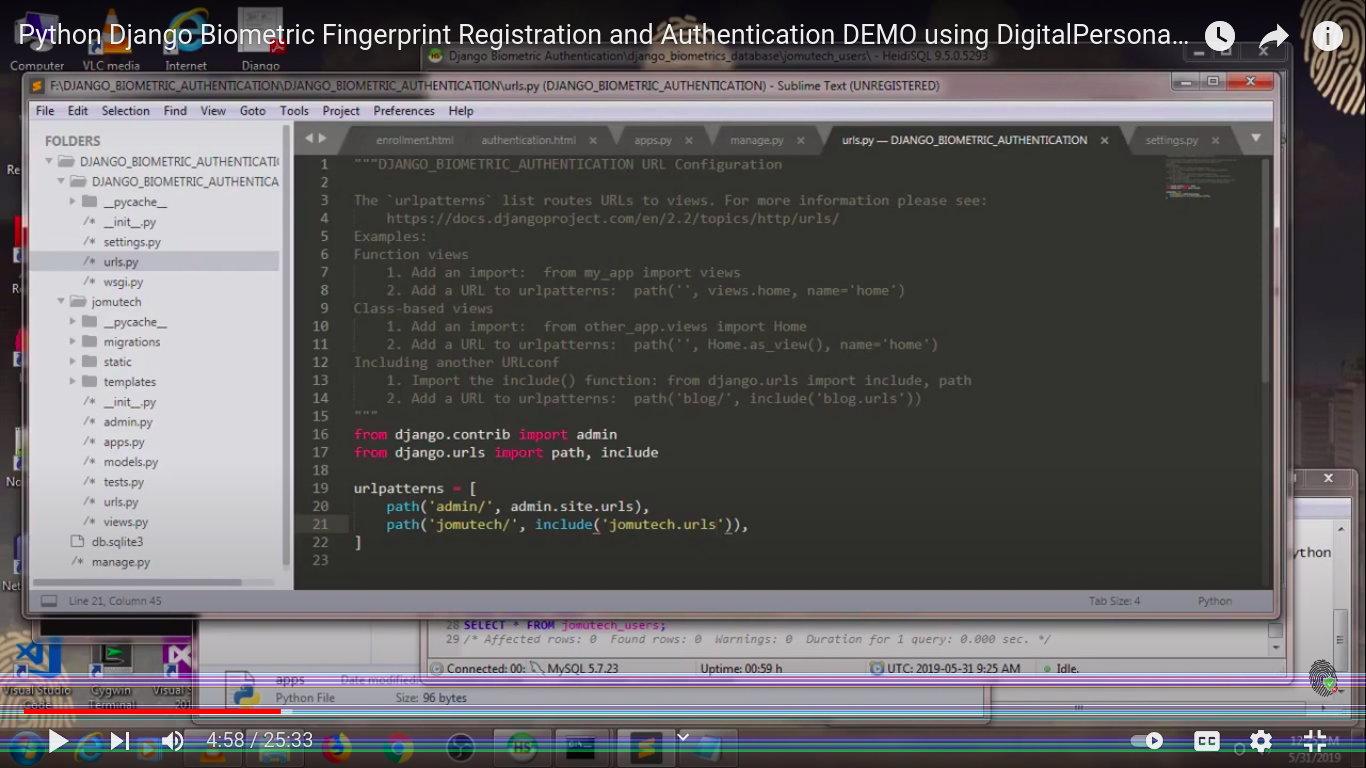 Python Django Biometric Fingerprint Registration and Authentication DEMO using DigitalPersona...
Computer
VLC media
Internet
Django
Django Biometric Authentication\django_biometrics_database\jomutech_users\ - HeidiSQL 9.5.0.5293
F:\DJANGO_BIOMETRIC_AUTHENTICATION\DJANGO_BIOMETRIC_AUTHENTICATION\urls.py (DJANGO_BIOMETRIC_AUTHENTICATION) - Sublime Text (UNREGISTERED)
File Edit Selection Find View Goto Tools Project Preferences Help
FOLDERS
DJANGO_BIOMETRIC_AUTHENTICATI
DJANGO_BIOMETRIC_AUTHENTICA
__pycache__
/* __init__.py
/* settings.py
/* urls.py
/* wsgi.py
jomutech
__pycache__
migrations
static
templates
/* __init__.py
/* admin.py
/* apps.py
/* models.py
/* tests.py
/* urls.py
/* views.py
db.sqlite3
/* manage.py
enrollment.html authentication.html apps.py manage.py urls.py — DJANGO_BIOMETRIC_AUTHENTICATION settings.py
1 """DJANGO_BIOMETRIC_AUTHENTICATION URL Configuration
2
3 The `urlpatterns` list routes URLs to views. For more information please see:
4 https://docs.djangoproject.com/en/2.2/topics/http/urls/
5 Examples:
6 Function views
7 1. Add an import:  from my_app import views
8 2. Add a URL to urlpatterns:  path('', views.home, name='home')
9 Class-based views
10 1. Add an import:  from other_app.views import Home
11 2. Add a URL to urlpatterns:  path('', Home.as_view(), name='home')
12 Including another URLconf
13 1. Import the include() function: from django.urls import include, path
14 2. Add a URL to urlpatterns:  path('blog/', include('blog.urls'))
15 """
16 from django.contrib import admin
17 from django.urls import path, include
18
19 urlpatterns = [
20 path('admin/', admin.site.urls),
21 path('jomutech/', include('jomutech.urls')),
22 ]
23
Line 21, Column 45
Tab Size: 4
Python
ython
28 SELECT * FROM jomutech_users;
29 /* Affected rows: 0  Found rows: 0  Warnings: 0  Duration for 1 query: 0.000 sec. */
Connected: 00: MySQL 5.7.23 Uptime: 00:59 h UTC: 2019-05-31 9:25 AM Idle.
Visual Studio
Code
Cygwin
Terminal
Visual S
apps
Date modified:
Python File
Size: 96 bytes
4:58 / 25:33
CC
5/31/2019